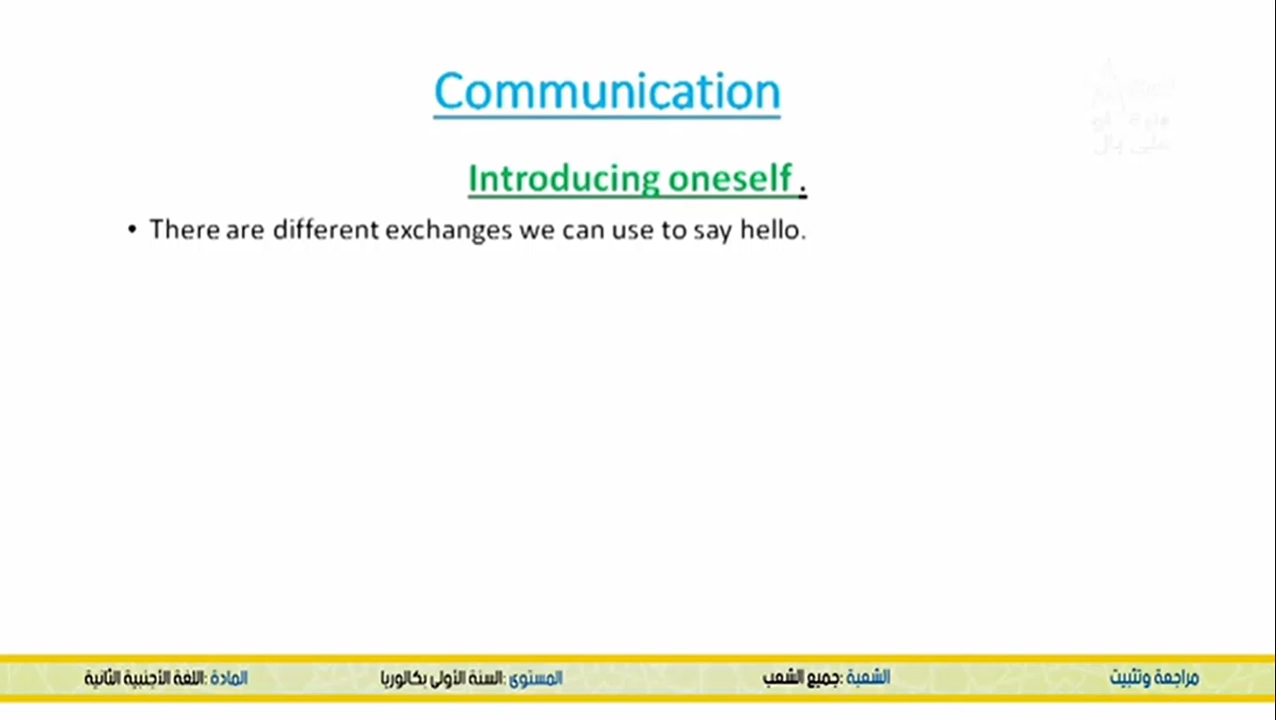 Communication
Introducing oneself .
• There are different exchanges we can use to say hello.
مراجعة وتثبيت
الشعبة :جميع الشعب
المستوى :السنة الأولى بكالوريا
المادة :اللغة الأجنبية الثانية